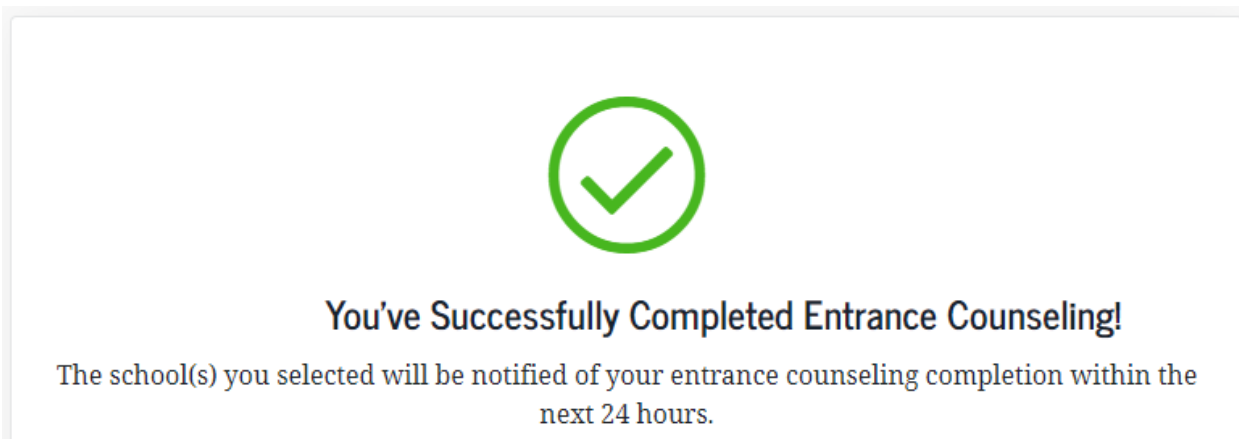 You've Successfully Completed Entrance Counseling!
The school(s) you selected will be notified of your entrance counseling completion within the
next 24 hours.